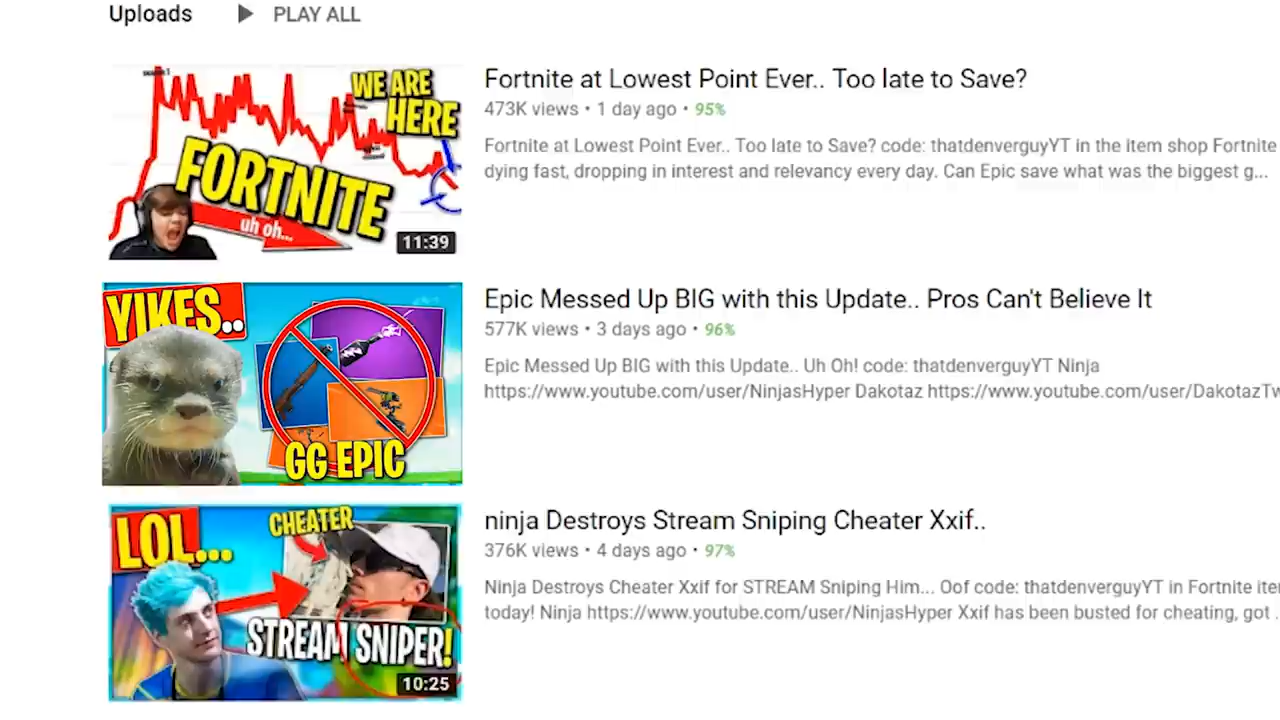 Uploads
PLAY ALL
WE ARE
HERE
FORTNITE
uh oh...
11:39
Fortnite at Lowest Point Ever.. Too late to Save?
473K views • 1 day ago • 95%
Fortnite at Lowest Point Ever.. Too late to Save? code: thatdenverguyYT in the item shop Fortnite
dying fast, dropping in interest and relevancy every day. Can Epic save what was the biggest g...
YIKES..
GG EPIC
Epic Messed Up BIG with this Update.. Pros Can't Believe It
577K views • 3 days ago • 96%
Epic Messed Up BIG with this Update.. Uh Oh! code: thatdenverguyYT Ninja
https://www.youtube.com/user/NinjasHyper Dakotaz https://www.youtube.com/user/DakotazTw
LOL...
CHEATER
STREAM SNIPER!
10:25
ninja Destroys Stream Sniping Cheater Xxif..
376K views • 4 days ago • 97%
Ninja Destroys Cheater Xxif for STREAM Sniping Him... Oof code: thatdenverguyYT in Fortnite ite
today! Ninja https://www.youtube.com/user/NinjasHyper Xxif has been busted for cheating, got .